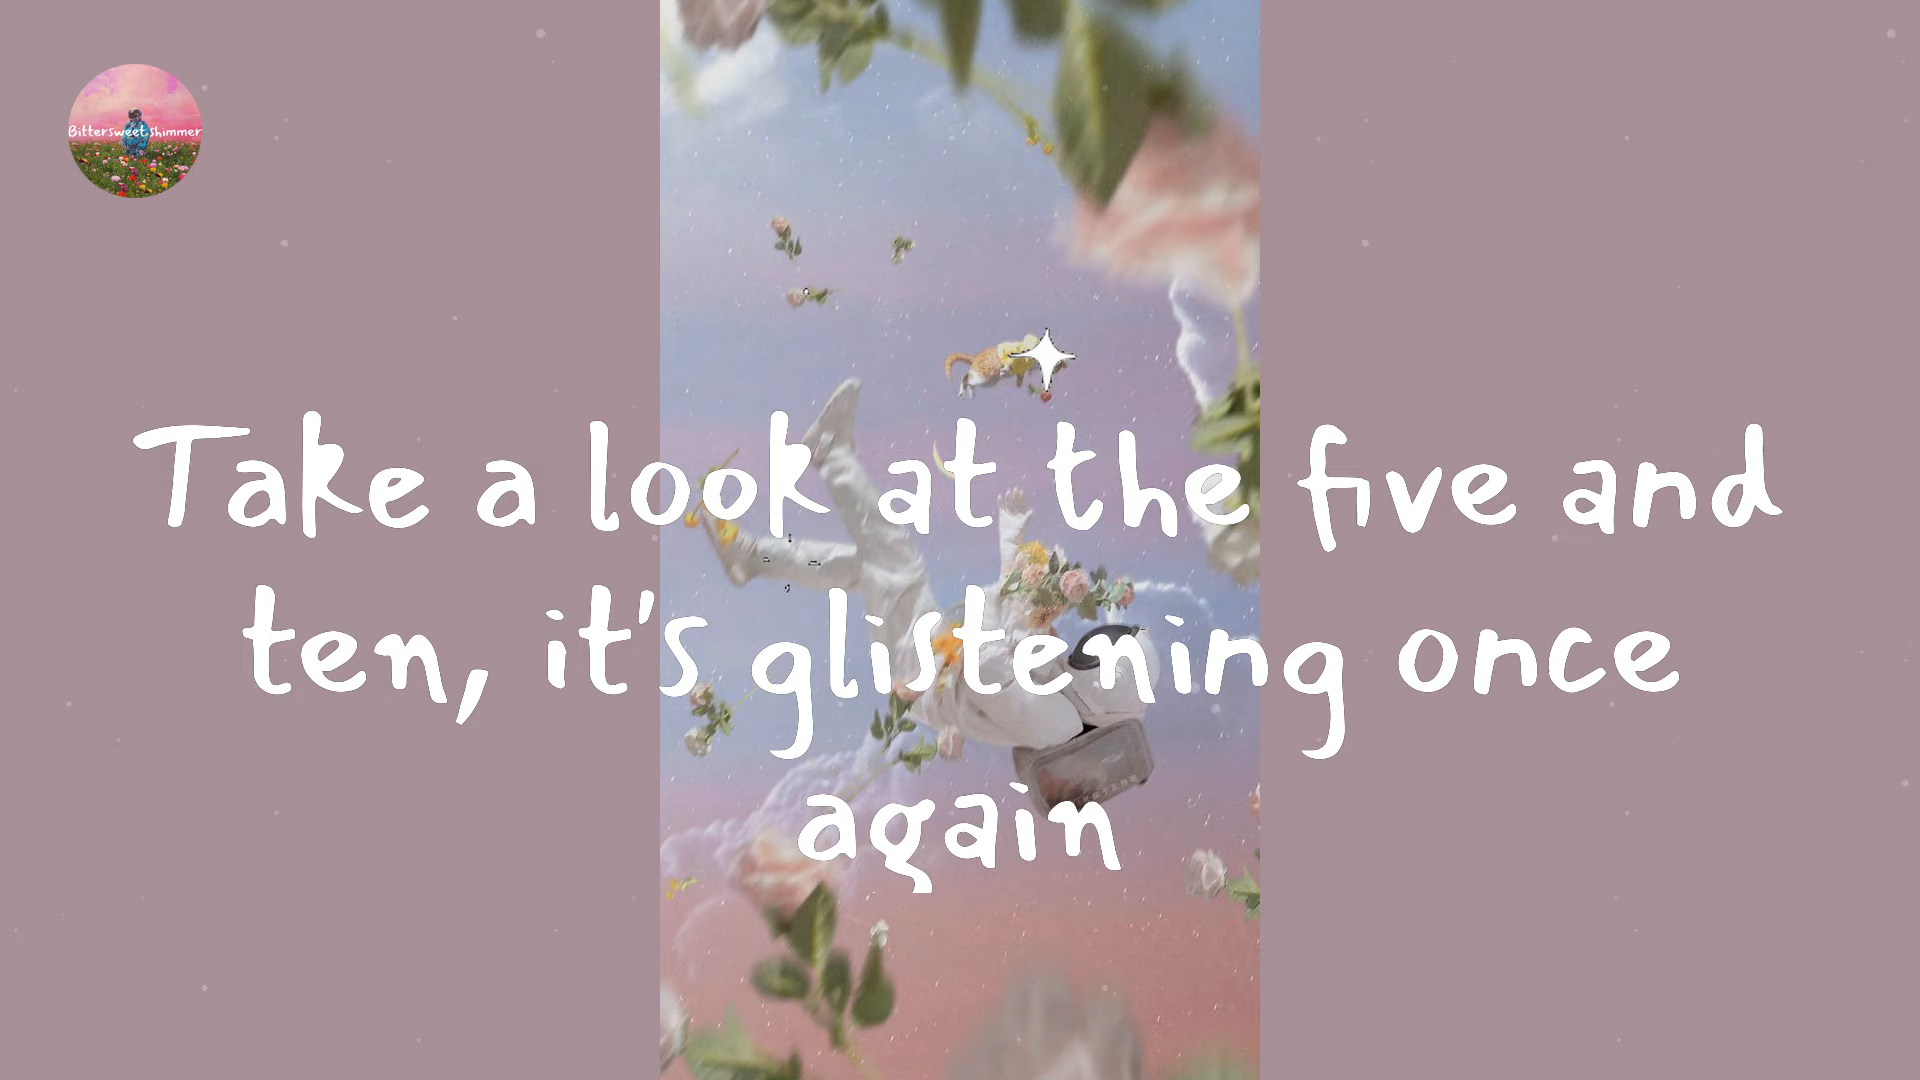 Bittersweet shimmer
Take a look at the five and
ten, it's glistening once
again